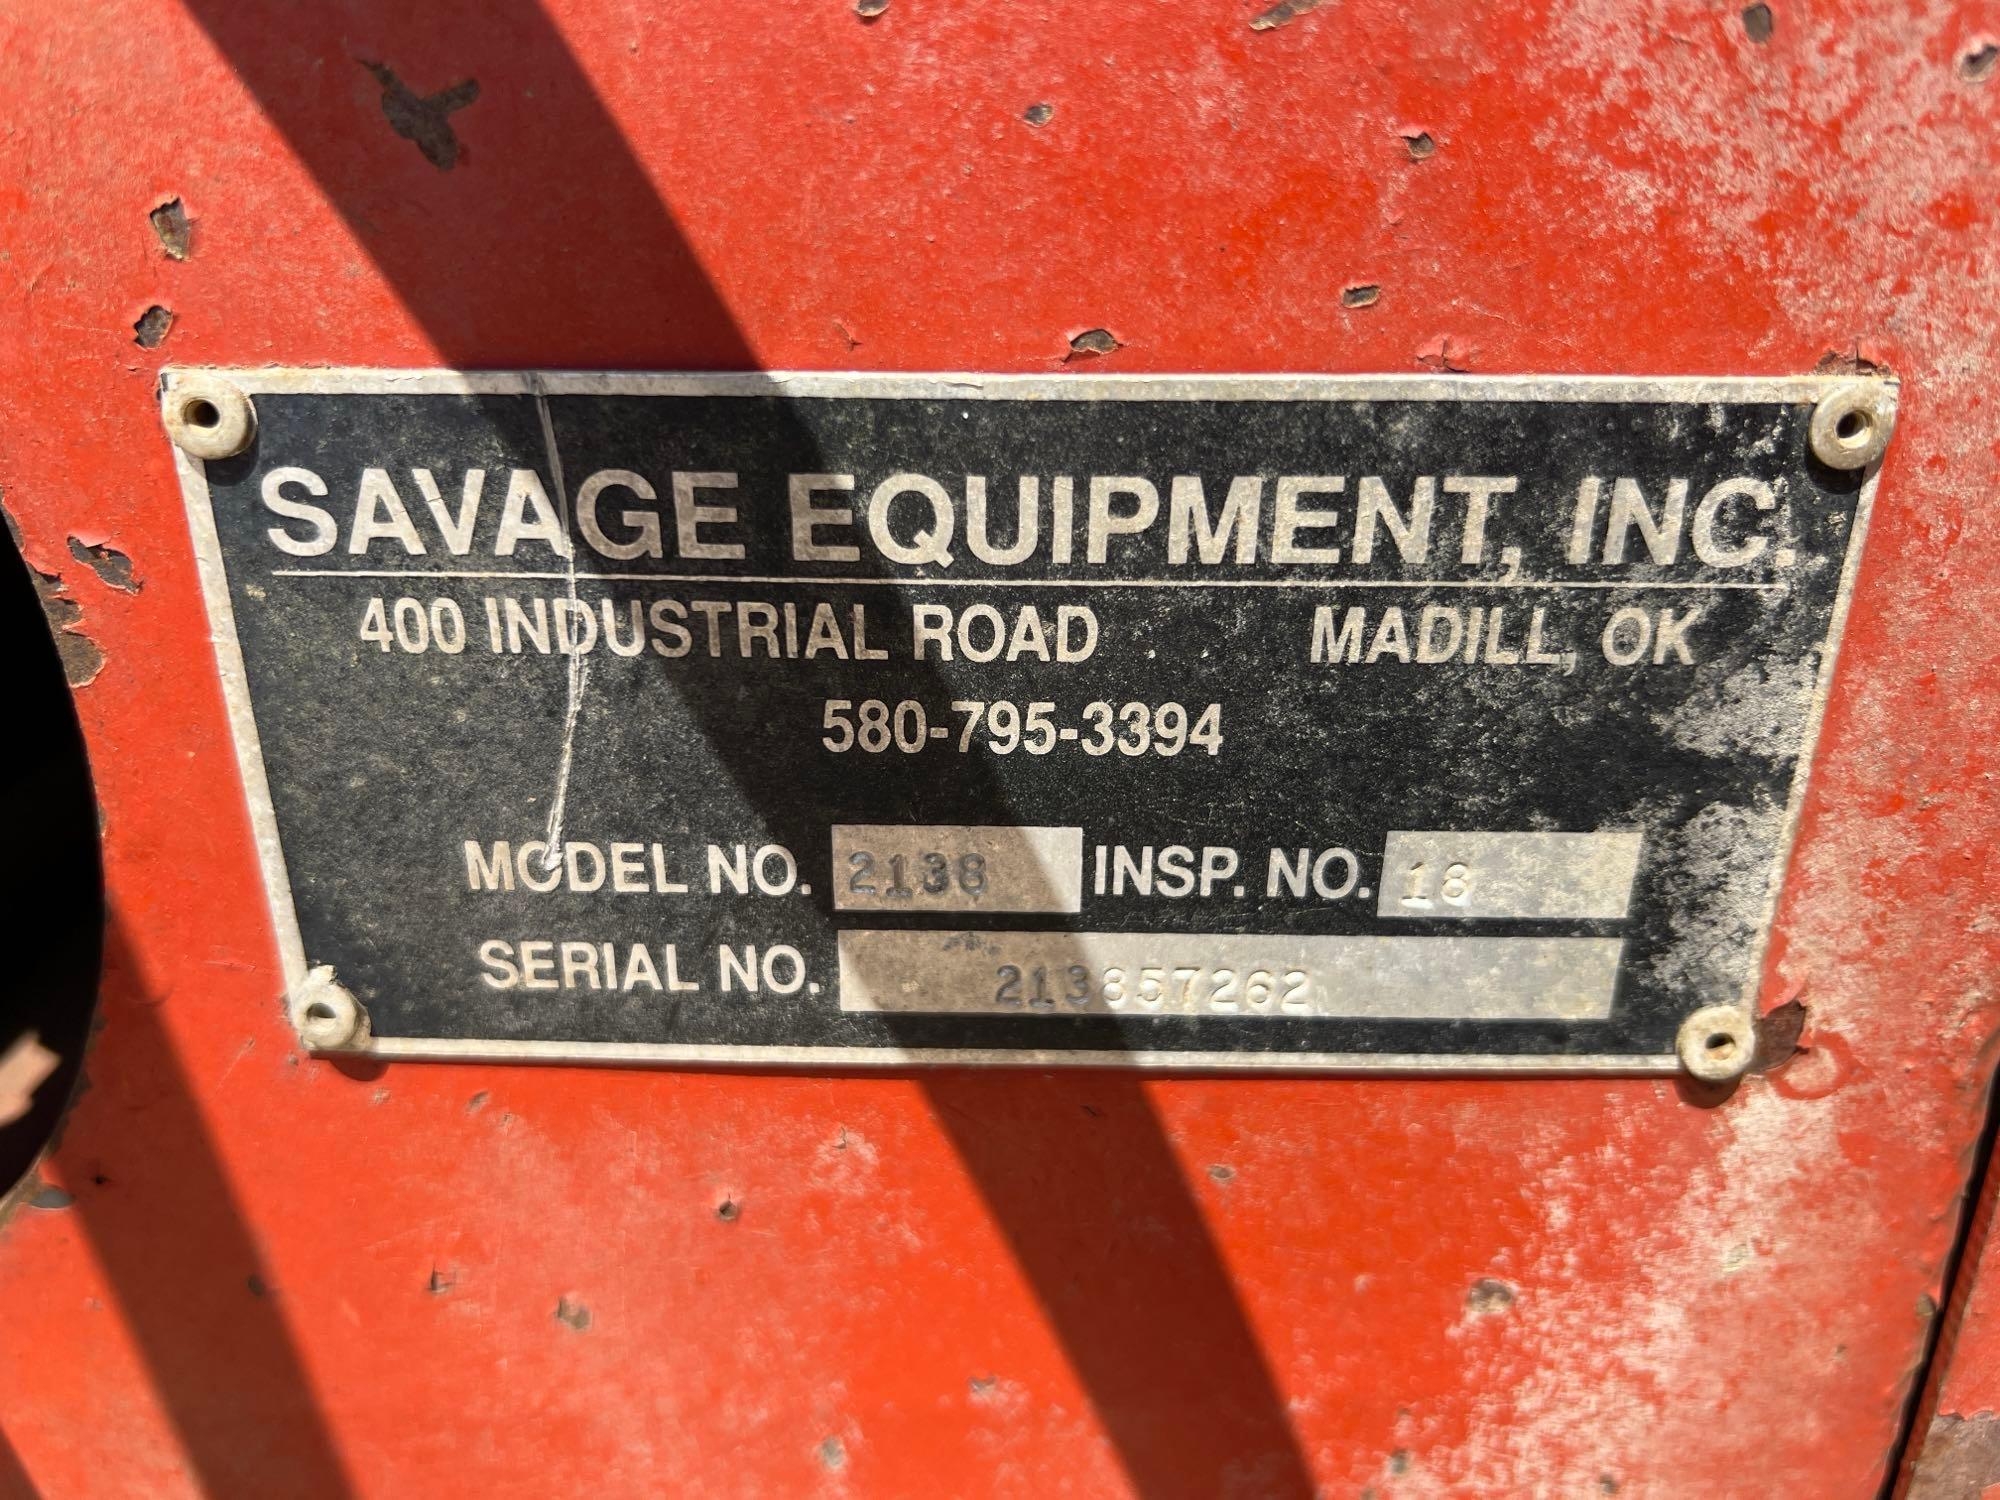 SAVAGE EQUIPMENT, INC.
400 INDUSTRIAL ROAD MADILL, OK
580-795-3394
MODEL NO. 2138 INSP. NO. 18
SERIAL NO. 213857262